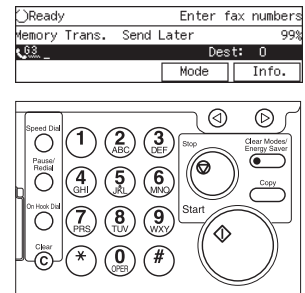 Ready Enter fax numbers
Memory Trans. Send Later 99%
G3 _ Dest: 0
Mode Info.
Speed Dial
Pause/
Redial
On Hook Dial
Clear
C
1
2 ABC
3 DEF
4 GHI
5 JKL
6 MNO
7 PRS
8 TUV
9 WXY
*
0 OPER
#
Stop
Start
Clear Modes/
Energy Saver
Copy